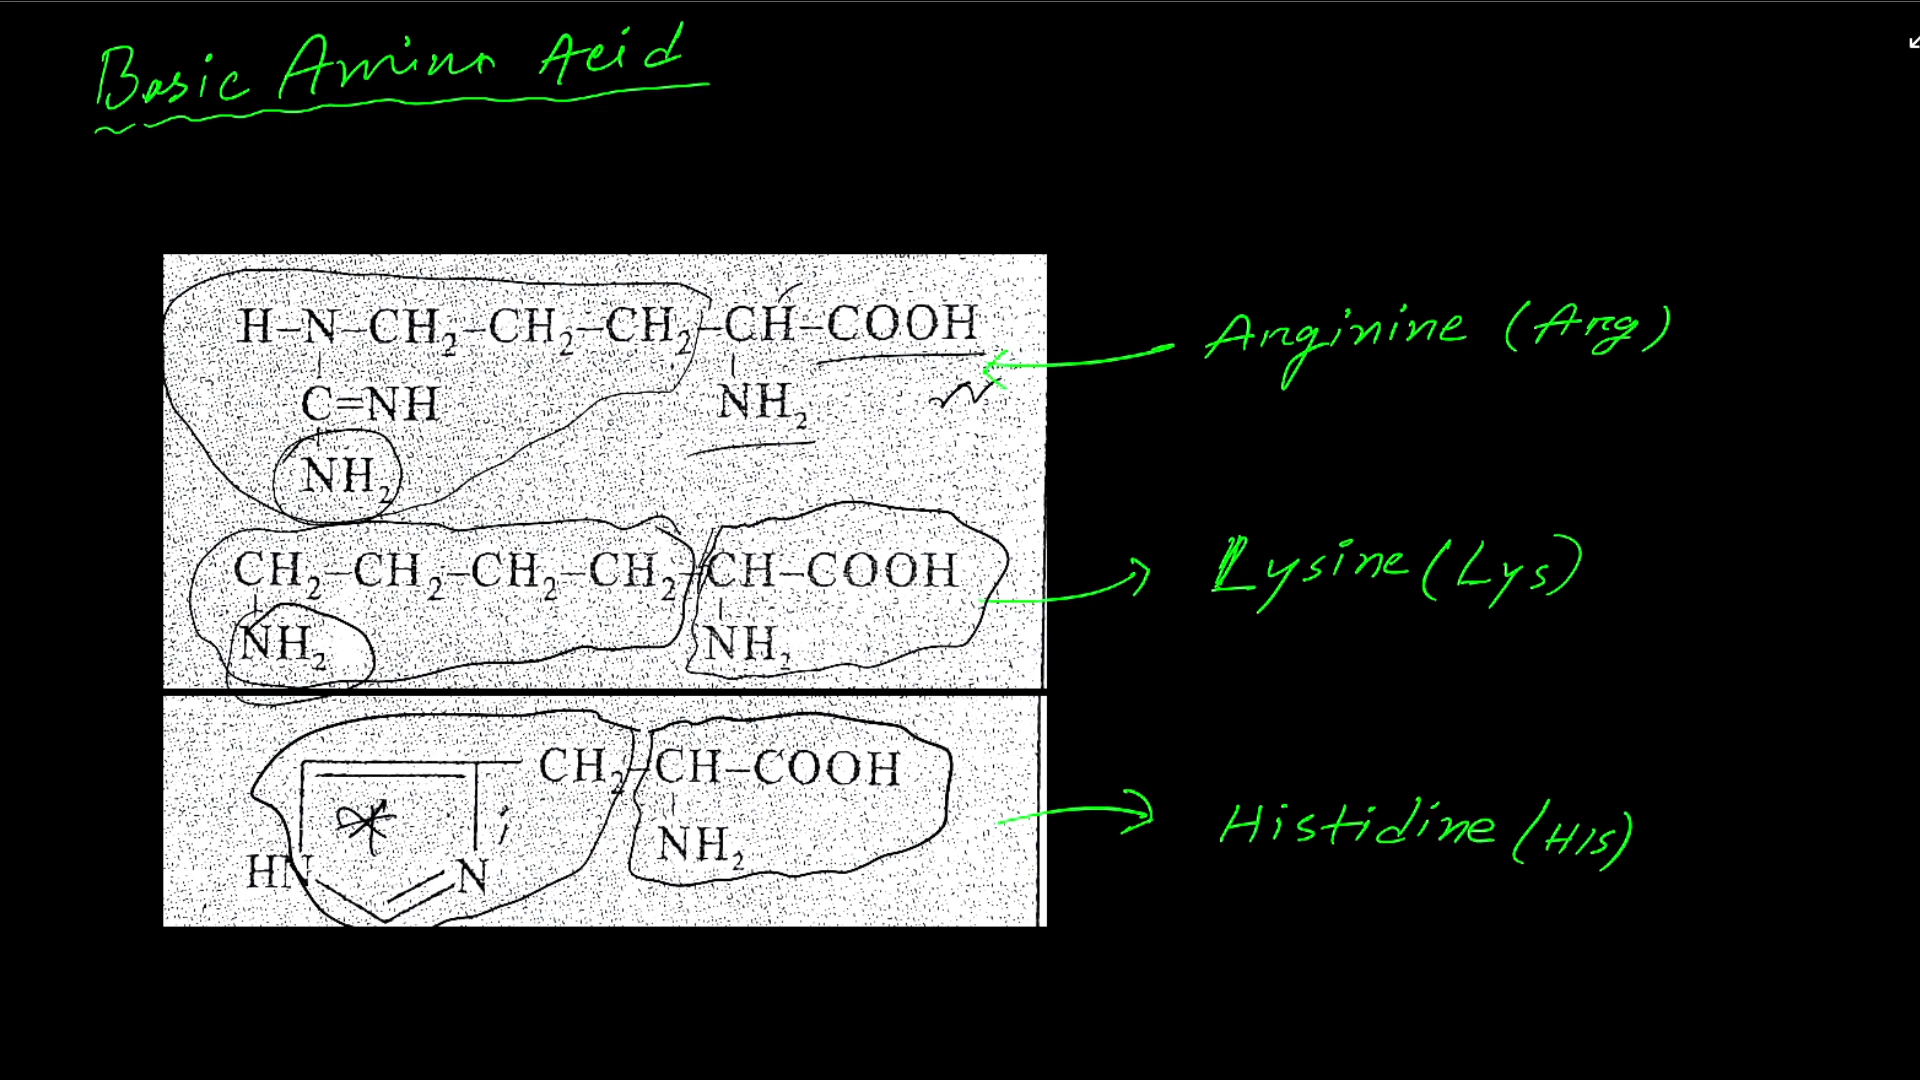 Basic Amino Acid
H–N–CH₂–CH₂–CH₂–CH–COOH
C=NH
NH₂
NH₂
Arginine (Arg)
CH₂–CH₂–CH₂–CH₂–CH–COOH
NH₂
NH₂
Lysine (Lys)
CH₂–CH–COOH
NH₂
HN
N
Histidine (His)